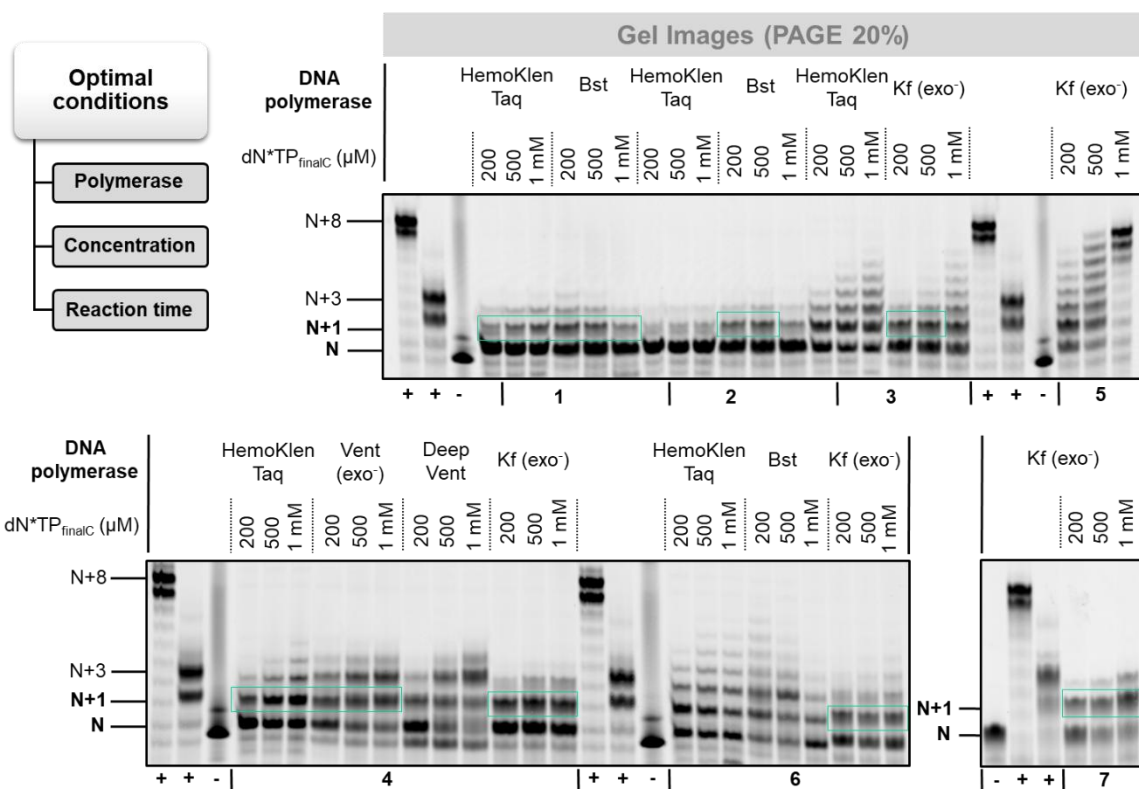 Gel Images (PAGE 20%)
Optimal
conditions
Polymerase
Concentration
Reaction time
DNA
polymerase
HemoKlen
Taq
Bst
HemoKlen
Taq
Bst
HemoKlen
Taq
Kf (exo-)
Kf (exo-)
dN*TPfinalC (µM)
200 500 1 mM 200 500 1 mM 200 500 1 mM 200 500 1 mM 200 500 1 mM 200 500 1 mM 200 500 1 mM
N+8
N+3
N+1
N
+ + - 1 2 3 + + - 5
DNA
polymerase
HemoKlen
Taq
Vent
(exo-)
Deep
Vent
Kf (exo-)
HemoKlen
Taq
Bst
Kf (exo-)
Kf (exo-)
dN*TPfinalC (µM)
200 500 1 mM 200 500 1 mM 200 500 1 mM 200 500 1 mM 200 500 1 mM 200 500 1 mM 200 500 1 mM 200 500 1 mM
N+8
N+3
N+1
N
N+1
N
+ + - 4 + + - 6 - + + 7